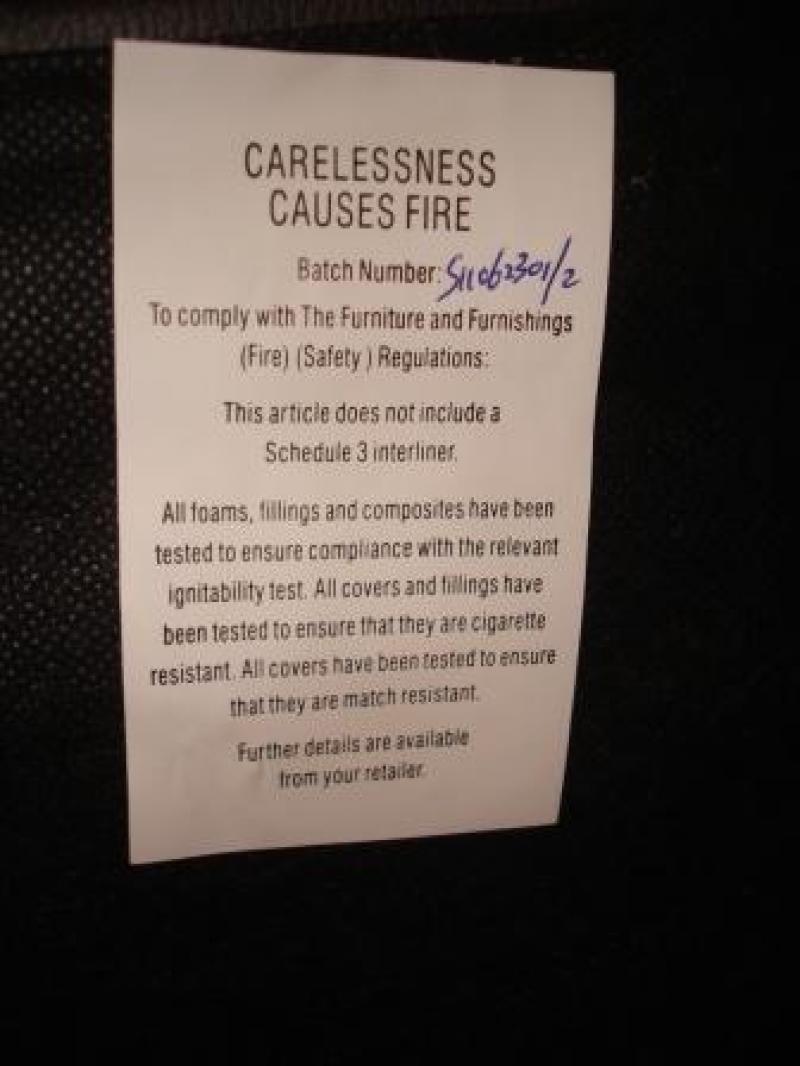 CARELESSNESS
CAUSES FIRE
Batch Number: S11062301/2
To comply with The Furniture and Furnishings
(Fire) (Safety ) Regulations:
This article does not include a
Schedule 3 interliner.
All foams, fillings and composites have been
tested to ensure compliance with the relevant
ignitability test. All covers and fillings have
been tested to ensure that they are cigarette
resistant. All covers have been tested to ensure
that they are match resistant.
Further details are available
from your retailer.